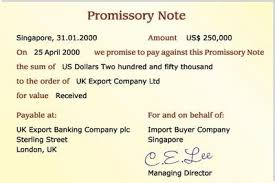 Promissory Note
Singapore, 31.01.2000 Amount US$ 250,000
On 25 April 2000 we promise to pay against this Promissory Note
the sum of US Dollars Two hundred and fifty thousand
to the order of UK Export Company Ltd
for value Received
Payable at: For and on behalf of:
UK Export Banking Company plc Import Buyer Company
Sterling Street Singapore
London, UK
C.E.Lee
Managing Director